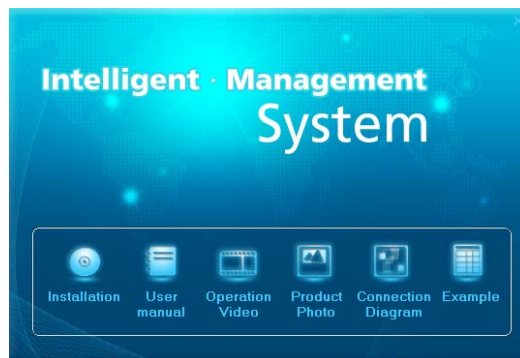 Intelligent · Management
System
Installation
User
manual
Operation
Video
Product
Photo
Connection
Diagram
Example